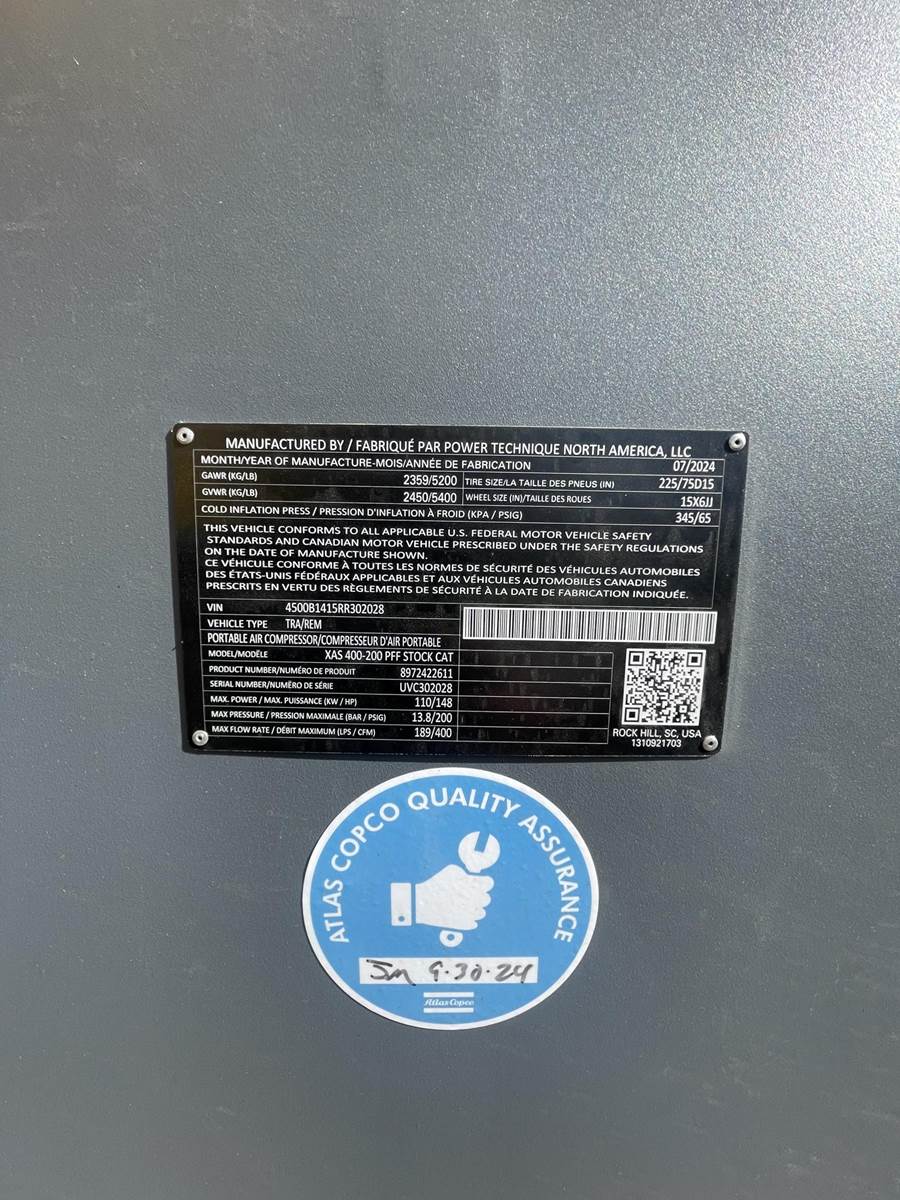 MANUFACTURED BY / FABRIQUÉ PAR POWER TECHNIQUE NORTH AMERICA, LLC
MONTH/YEAR OF MANUFACTURE-MOIS/ANNÉE DE FABRICATION 07/2024
GAWR (KG/LB) 2359/5200 TIRE SIZE/LA TAILLE DES PNEUS (IN) 225/75D15
GVWR (KG/LB) 2450/5400 WHEEL SIZE (IN)/TAILLE DES ROUES 15X6JJ
COLD INFLATION PRESS / PRESSION D'INFLATION À FROID (KPA / PSIG) 345/65
THIS VEHICLE CONFORMS TO ALL APPLICABLE U.S. FEDERAL MOTOR VEHICLE SAFETY
STANDARDS AND CANADIAN MOTOR VEHICLE PRESCRIBED UNDER THE SAFETY REGULATIONS
ON THE DATE OF MANUFACTURE SHOWN.
CE VÉHICULE CONFORME À TOUTES LES NORMES DE SÉCURITÉ DES VÉHICULES AUTOMOBILES
DES ÉTATS-UNIS FÉDÉRAUX APPLICABLES ET AUX VÉHICULES AUTOMOBILES CANADIENS
PRESCRITS EN VERTU DES RÈGLEMENTS DE SÉCURITÉ À LA DATE DE FABRICATION INDIQUÉE.
VIN 4500B1415RR302028
VEHICLE TYPE TRA/REM
PORTABLE AIR COMPRESSOR/COMPRESSEUR D'AIR PORTABLE
MODEL/MODÈLE XAS 400-200 PFF STOCK CAT
PRODUCT NUMBER/NUMÉRO DE PRODUIT 8972422611
SERIAL NUMBER/NUMÉRO DE SÉRIE UVC302028
MAX. POWER / MAX. PUISSANCE (KW / HP) 110/148
MAX PRESSURE / PRESSION MAXIMALE (BAR / PSIG) 13.8/200
MAX FLOW RATE / DÉBIT MAXIMUM (LPS / CFM) 189/400
ROCK HILL, SC, USA
1310921703
ATLAS COPCO QUALITY ASSURANCE
Jm 9.30.24
Atlas Copco